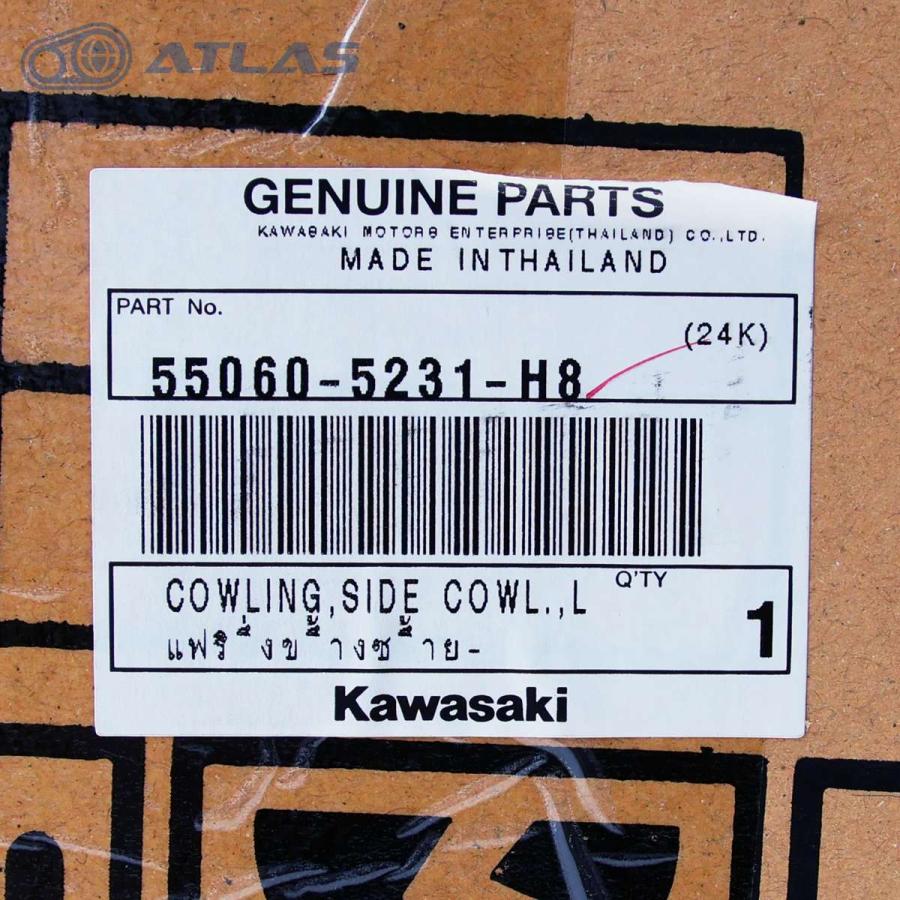 ATLAS
GENUINE PARTS
KAWASAKI MOTORS ENTERPRISE(THAILAND) CO.,LTD.
MADE INTHAILAND
PART No.
(24K)
55060-5231-H8
COWLING,SIDE COWL.,L
Q'TY
แฟริ่งข้างซ้าย-
1
Kawasaki